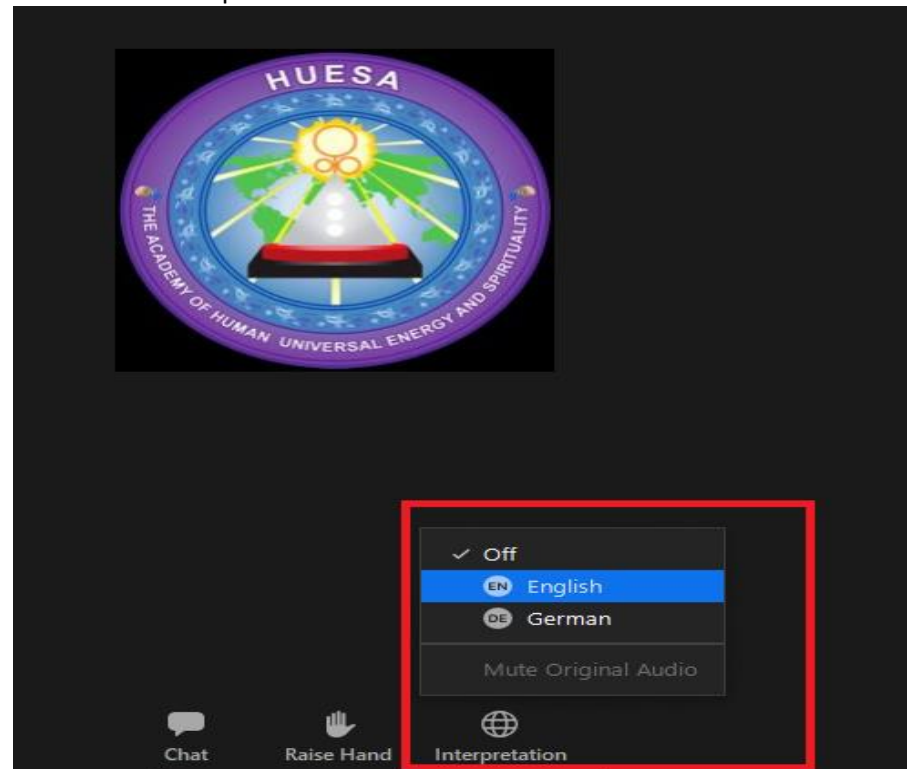 HUESA
THE ACADEMY OF HUMAN UNIVERSAL ENERGY AND SPIRITUALITY
Off
EN English
DE German
Mute Original Audio
Chat
Raise Hand
Interpretation